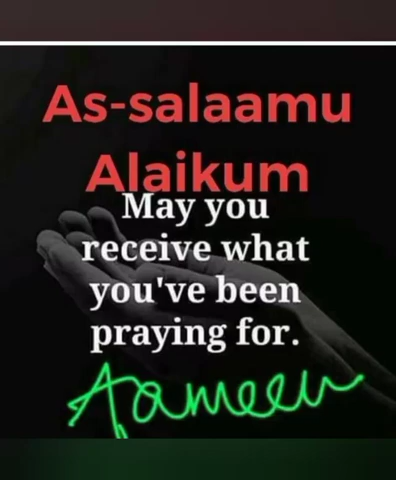 As-salaamu
Alaikum
May you
receive what
you've been
praying for.
Aameen